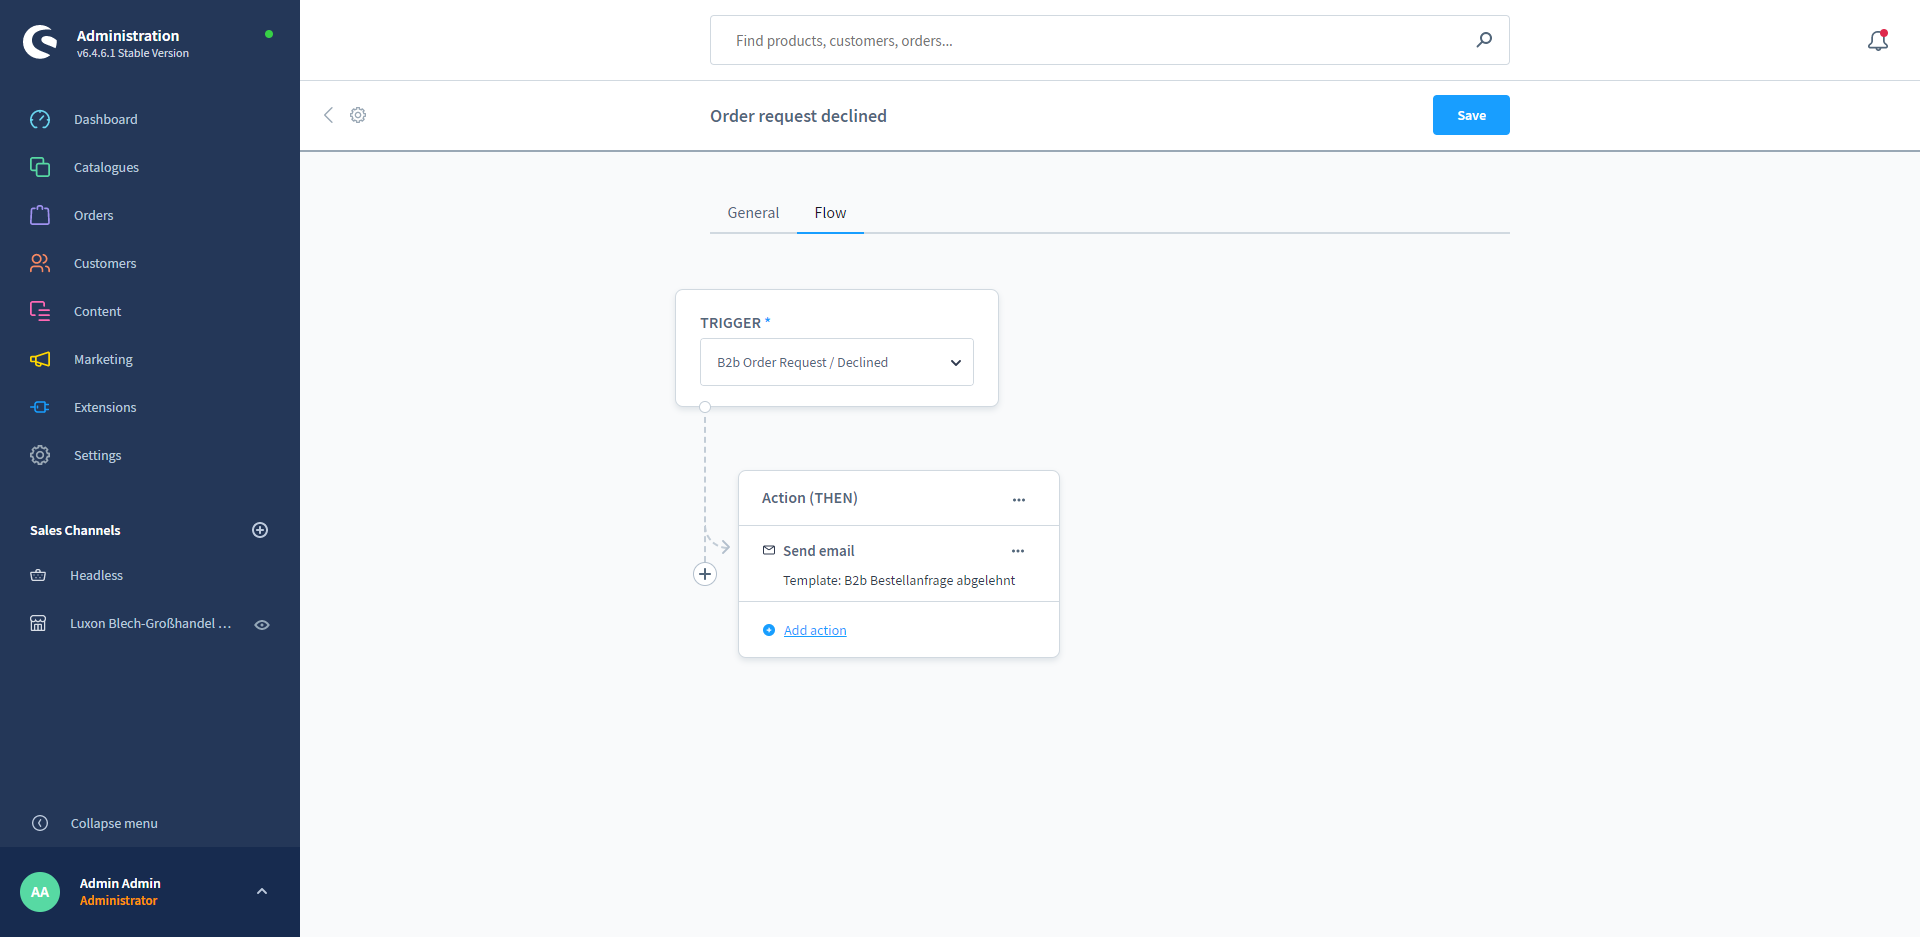 Administration
v6.4.6.1 Stable Version
Find products, customers, orders...
Order request declined
Save
Dashboard
Catalogues
Orders
Customers
Content
Marketing
Extensions
Settings
Sales Channels
Headless
Luxon Blech-Großhandel ...
Collapse menu
AA
Admin Admin
Administrator
General
Flow
TRIGGER *
B2b Order Request / Declined
Action (THEN)
Send email
Template: B2b Bestellanfrage abgelehnt
Add action